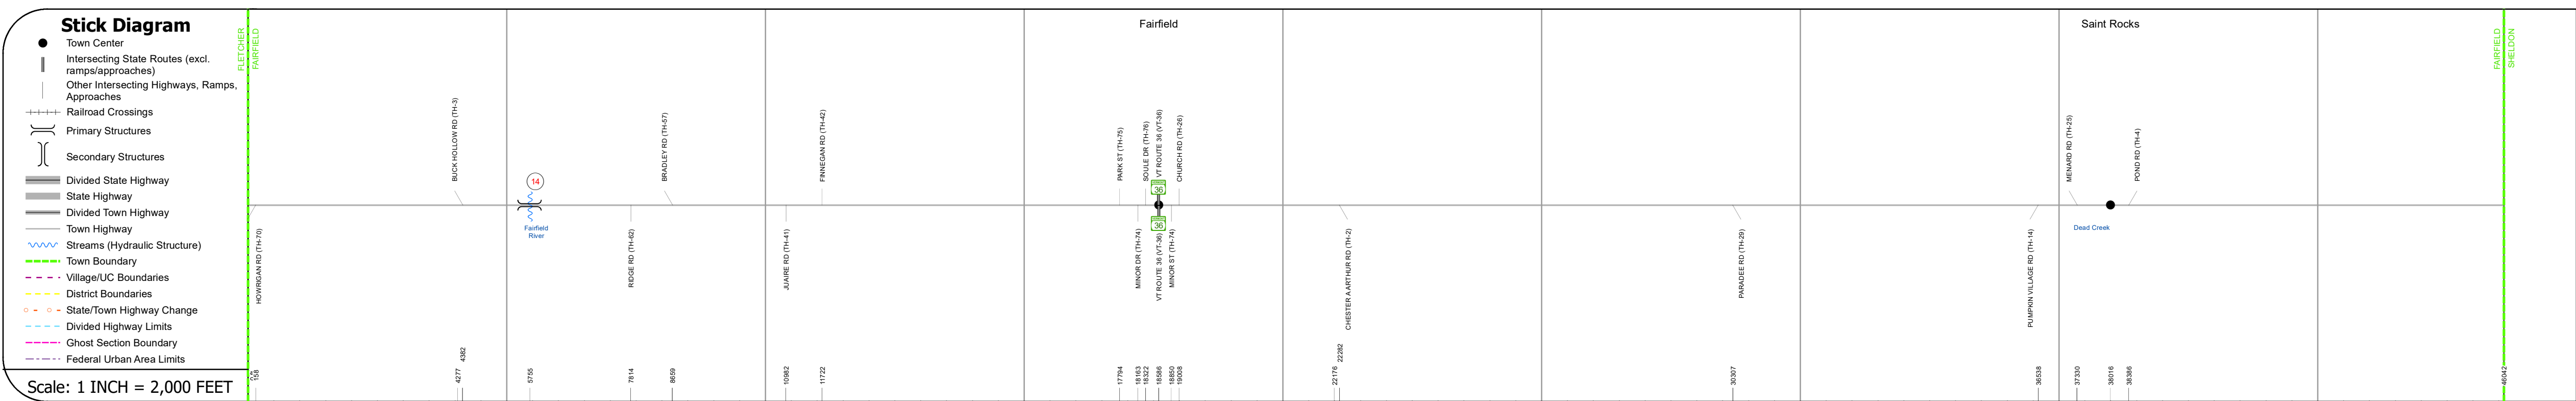 Stick Diagram
Town Center
Intersecting State Routes (excl.
ramps/approaches)
Other Intersecting Highways, Ramps,
Approaches
Railroad Crossings
Primary Structures
Secondary Structures
Divided State Highway
State Highway
Divided Town Highway
Town Highway
Streams (Hydraulic Structure)
Town Boundary
Village/UC Boundaries
District Boundaries
State/Town Highway Change
Divided Highway Limits
Ghost Section Boundary
Federal Urban Area Limits
Scale: 1 INCH = 2,000 FEET
Fairfield
Saint Rocks
FLETCHER
FAIRFIELD
FAIRFIELD
SHELDON
BUCK HOLLOW RD (TH-3)
BRADLEY RD (TH-57)
FINNEGAN RD (TH-42)
PARK ST (TH-75)
SOULE DR (TH-76)
VT ROUTE 36 (VT-36)
CHURCH RD (TH-26)
MENARD RD (TH-25)
POND RD (TH-4)
14
36
36
Fairfield
River
Dead Creek
HOWRIGAN RD (TH-70)
RIDGE RD (TH-62)
JUAIRE RD (TH-41)
MINOR DR (TH-74)
VT ROUTE 36 (VT-36)
MINOR ST (TH-74)
CHESTER A ARTHUR RD (TH-2)
PARADEE RD (TH-29)
PUMPKIN VILLAGE RD (TH-14)
158
4277
4382
5755
7814
8659
10982
11722
17794
18163
18322
18586
18850
19008
22176
22282
30307
36538
37330
38016
38386
46042